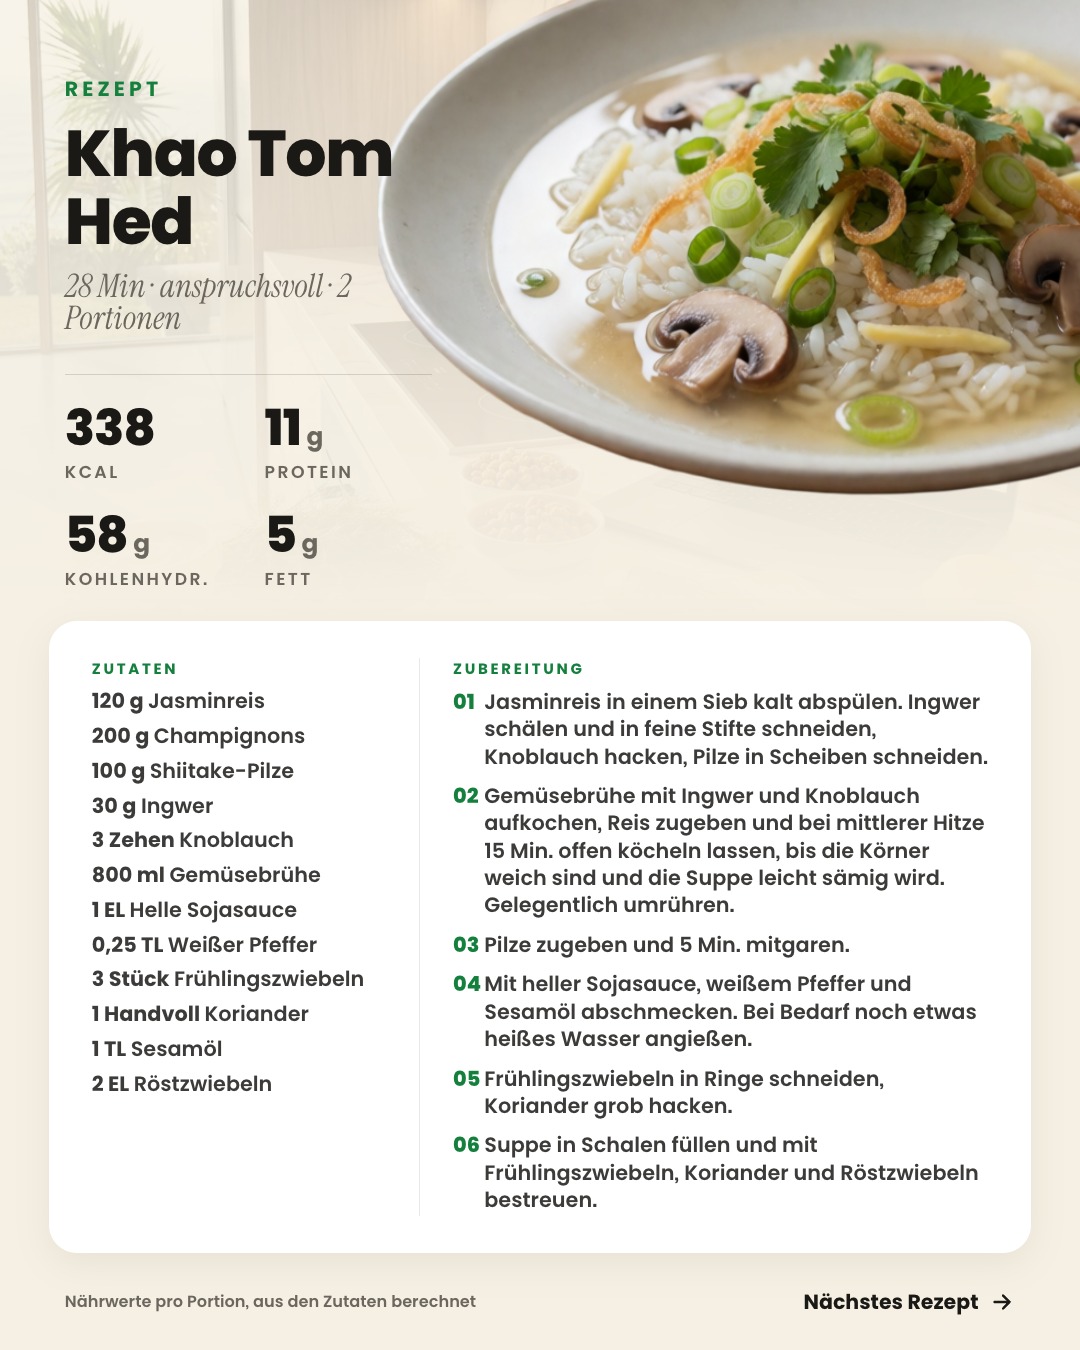 REZEPT
Khao Tom
Hed
28 Min · anspruchsvoll · 2
Portionen
338
KCAL
11 g
PROTEIN
58 g
KOHLENHYDR.
5 g
FETT
ZUTATEN
120 g Jasminreis
200 g Champignons
100 g Shiitake-Pilze
30 g Ingwer
3 Zehen Knoblauch
800 ml Gemüsebrühe
1 EL Helle Sojasauce
0,25 TL Weißer Pfeffer
3 Stück Frühlingszwiebeln
1 Handvoll Koriander
1 TL Sesamöl
2 EL Röstzwiebeln
ZUBEREITUNG
01 Jasminreis in einem Sieb kalt abspülen. Ingwer
schälen und in feine Stifte schneiden,
Knoblauch hacken, Pilze in Scheiben schneiden.
02 Gemüsebrühe mit Ingwer und Knoblauch
aufkochen, Reis zugeben und bei mittlerer Hitze
15 Min. offen köcheln lassen, bis die Körner
weich sind und die Suppe leicht sämig wird.
Gelegentlich umrühren.
03 Pilze zugeben und 5 Min. mitgaren.
04 Mit heller Sojasauce, weißem Pfeffer und
Sesamöl abschmecken. Bei Bedarf noch etwas
heißes Wasser angießen.
05 Frühlingszwiebeln in Ringe schneiden,
Koriander grob hacken.
06 Suppe in Schalen füllen und mit
Frühlingszwiebeln, Koriander und Röstzwiebeln
bestreuen.
Nährwerte pro Portion, aus den Zutaten berechnet
Nächstes Rezept →